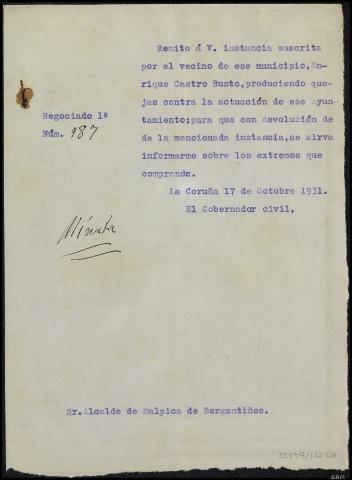 Remito á V. instancia suscrita
por el vecino de ese municipio,En-
rique Castro Busto,produciendo que-
jas contra la actuación de ese Ayun-
tamiento;para que con devolución de
de la mencionada instancia,se sirva
informarme sobre los extremos que
comprende.
La Coruña 17 de Octubre 1931.
El Gobernador civil,
Negociado 1º
Núm. 987
Minuta
Sr.Alcalde de Malpica de Bergantiños.
ARG